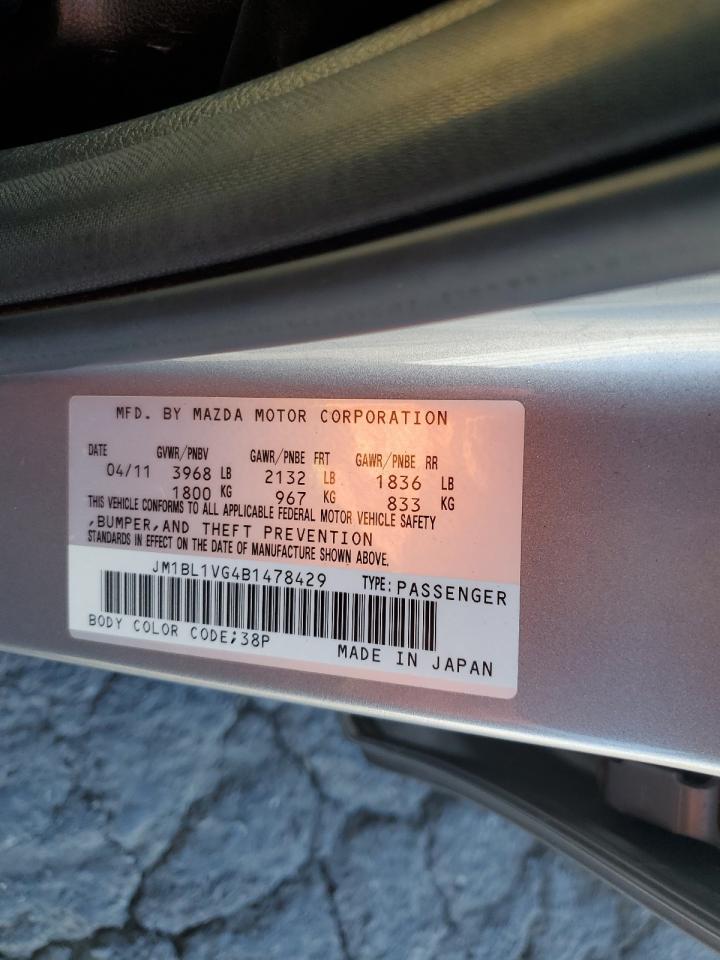 MFD. BY MAZDA MOTOR CORPORATION
DATE GVWR/PNBV GAWR/PNBE FRT GAWR/PNBE RR
04/11 3968 LB 2132 LB 1836 LB
1800 KG 967 KG 833 KG
THIS VEHICLE CONFORMS TO ALL APPLICABLE FEDERAL MOTOR VEHICLE SAFETY
,BUMPER,AND THEFT PREVENTION
STANDARDS IN EFFECT ON THE DATE OF MANUFACTURE SHOWN ABOVE.
JM1BL1VG4B1478429 TYPE:PASSENGER
BODY COLOR CODE;38P
MADE IN JAPAN